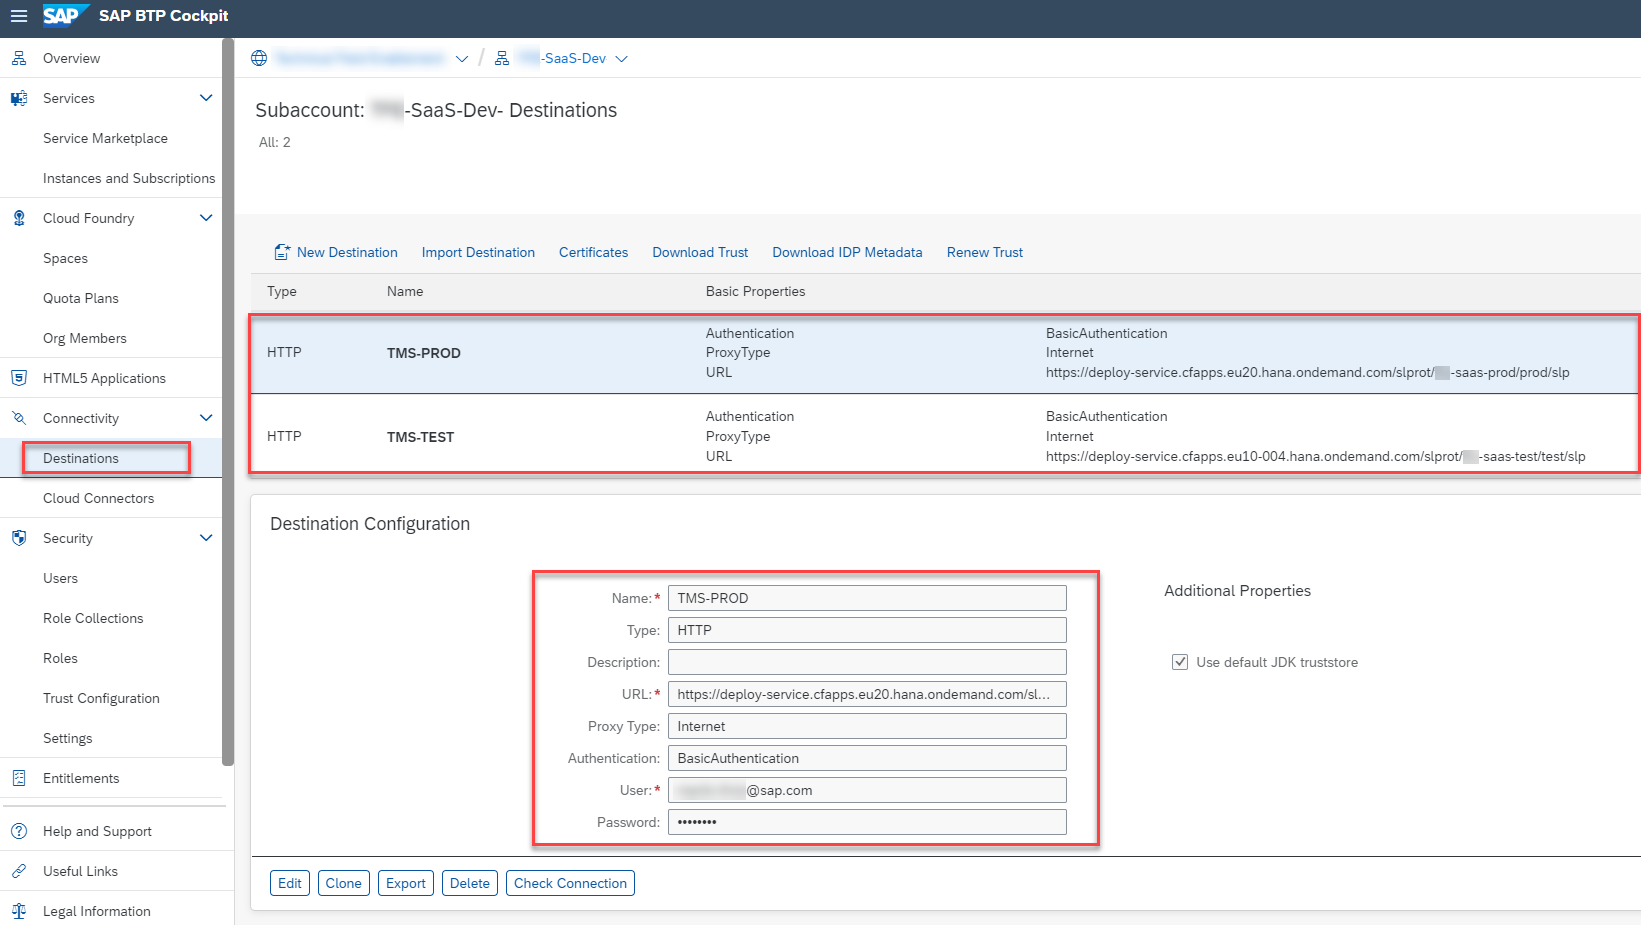 SAP SAP BTP Cockpit
Overview
Services
Service Marketplace
Instances and Subscriptions
Cloud Foundry
Spaces
Quota Plans
Org Members
HTML5 Applications
Connectivity
Destinations
Cloud Connectors
Security
Users
Role Collections
Roles
Trust Configuration
Settings
Entitlements
Help and Support
Useful Links
Legal Information
/ -SaaS-Dev
Subaccount: -SaaS-Dev- Destinations
All: 2
New Destination Import Destination Certificates Download Trust Download IDP Metadata Renew Trust
Type Name Basic Properties
HTTP TMS-PROD
Authentication BasicAuthentication
ProxyType Internet
URL https://deploy-service.cfapps.eu20.hana.ondemand.com/slprot/ -saas-prod/prod/slp
HTTP TMS-TEST
Authentication BasicAuthentication
ProxyType Internet
URL https://deploy-service.cfapps.eu10-004.hana.ondemand.com/slprot/ -saas-test/test/slp
Destination Configuration
Name:* TMS-PROD
Type: HTTP
Description:
URL:* https://deploy-service.cfapps.eu20.hana.ondemand.com/sl...
Proxy Type: Internet
Authentication: BasicAuthentication
User:* @sap.com
Password: ••••••••
Additional Properties
Use default JDK truststore
Edit Clone Export Delete Check Connection